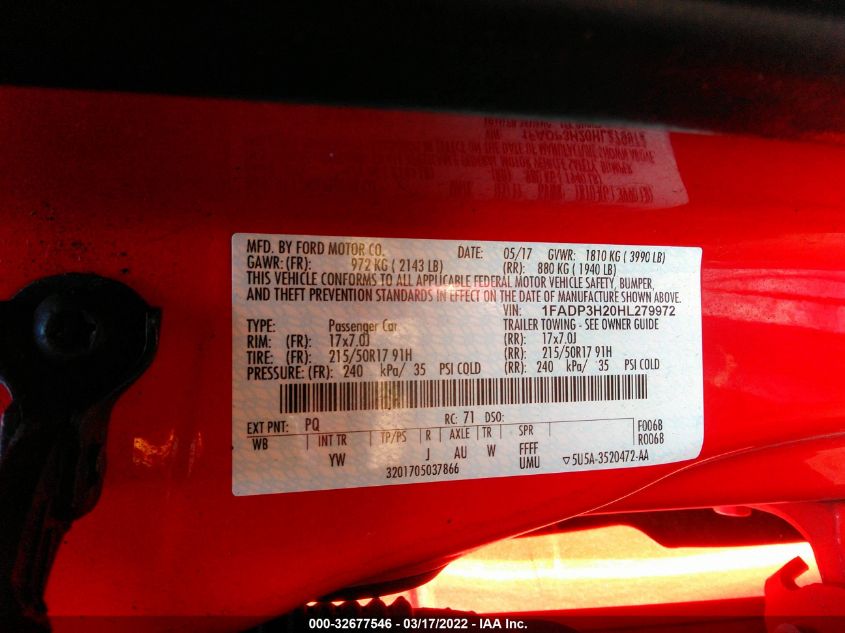 MFD. BY FORD MOTOR CO. DATE: 05/17 GVWR: 1810 KG ( 3990 LB)
GAWR: (FR): 972 KG ( 2143 LB) (RR): 880 KG ( 1940 LB)
THIS VEHICLE CONFORMS TO ALL APPLICABLE FEDERAL MOTOR VEHICLE SAFETY, BUMPER,
AND THEFT PREVENTION STANDARDS IN EFFECT ON THE DATE OF MANUFACTURE SHOWN ABOVE.
VIN: 1FADP3H20HL279972
TYPE: Passenger Car TRAILER TOWING - SEE OWNER GUIDE
RIM: (FR): 17x7.0J (RR): 17x7.0J
TIRE: (FR): 215/50R17 91H (RR): 215/50R17 91H
PRESSURE: (FR): 240 kPa/ 35 PSI COLD (RR): 240 kPa/ 35 PSI COLD
EXT PNT: PQ RC: 71 DSO: F006B
WB INT TR TP/PS R AXLE TR SPR R006B
YW J AU W FFFF
UMU
3201705037866 ▽5U5A-3520472-AA
000-32677546 - 03/17/2022 - IAA Inc.